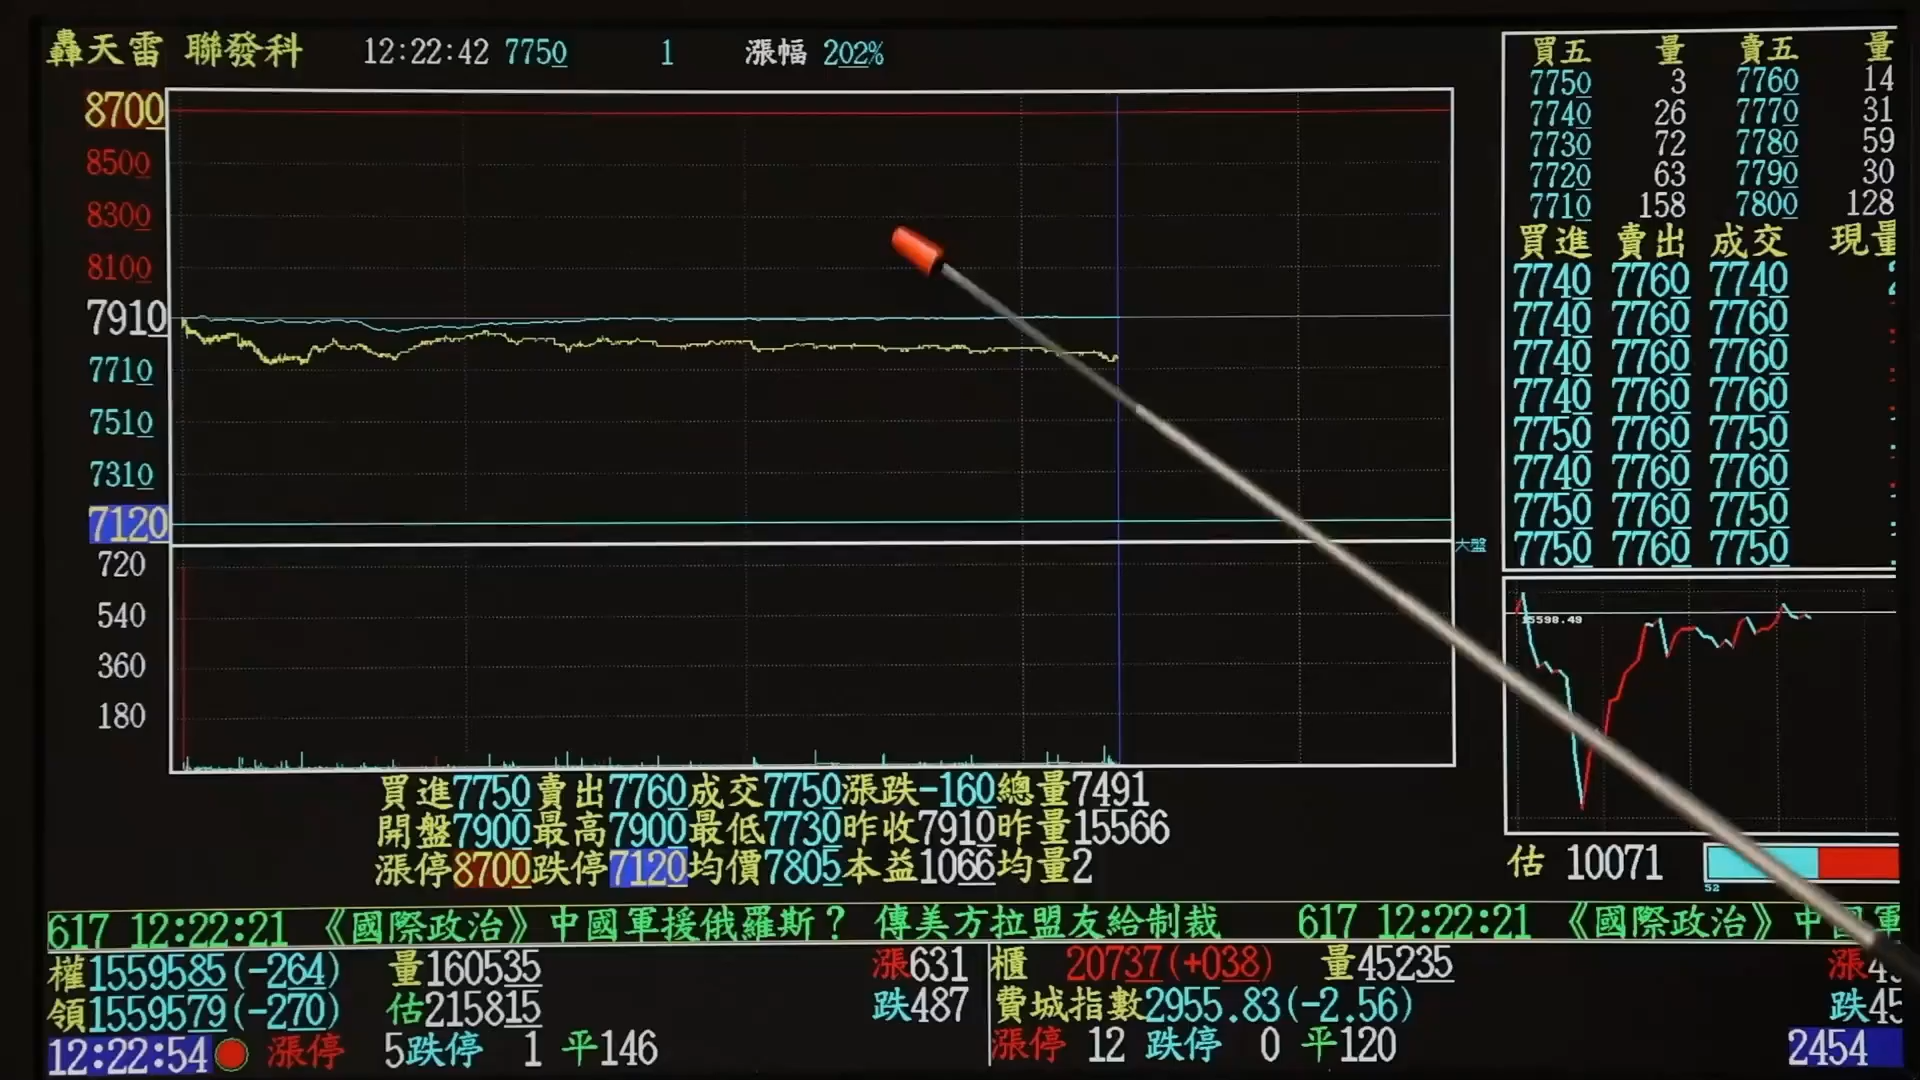 轟天雷 聯發科 12:22:42 7750 1 漲幅 202%
8700
8500
8300
8100
7910
7710
7510
7310
7120
720
540
360
180
大盤
買五 量 賣五 量
7750 3 7760 14
7740 26 7770 31
7730 72 7780 59
7720 63 7790 30
7710 158 7800 128
買進 賣出 成交 現量
7740 7760 7740
7740 7760 7760
7740 7760 7760
7740 7760 7760
7750 7760 7750
7740 7760 7760
7750 7760 7750
7750 7760 7750
15598.49
估 10071
52
買進7750賣出7760成交7750漲跌-160總量7491
開盤7900最高7900最低7730昨收7910昨量15566
漲停8700跌停7120均價7805本益1066均量2
617 12:22:21 《國際政治》中國軍援俄羅斯？ 傳美方拉盟友給制裁 617 12:22:21 《國際政治》中國軍
權1559585(-264) 量160535 漲631
領1559579(-270) 估215815 跌487
12:22:54 漲停 5跌停 1 平146
櫃 20737(+038) 量45235 漲
費城指數2955.83(-2.56) 跌45
漲停 12 跌停 0 平120 2454